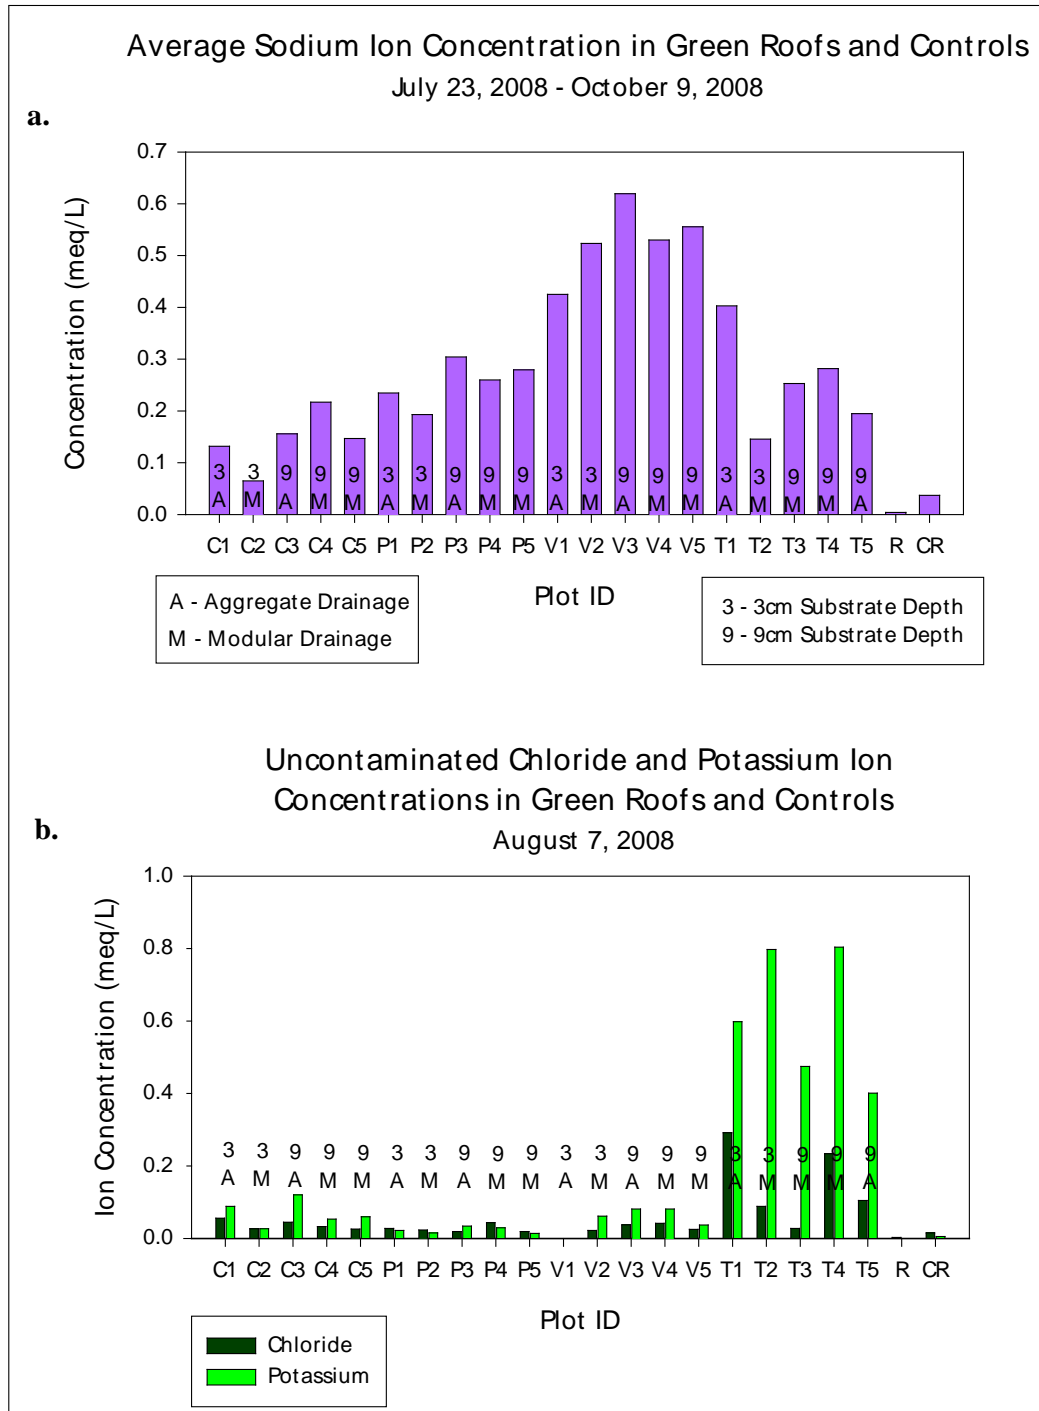 Average Sodium Ion Concentration in Green Roofs and Controls
July 23, 2008 - October 9, 2008
a.
Concentration (meq/L)
0.7
0.6
0.5
0.4
0.3
0.2
0.1
0.0
3 3 9 9 9 3 3 9 9 9 3 3 9 9 9 3 3 9 9 9
A M A M M A M A M M A M A M M A M M M A
C1 C2 C3 C4 C5 P1 P2 P3 P4 P5 V1 V2 V3 V4 V5 T1 T2 T3 T4 T5 R CR
Plot ID
A - Aggregate Drainage
M - Modular Drainage
3 - 3cm Substrate Depth
9 - 9cm Substrate Depth
Uncontaminated Chloride and Potassium Ion
Concentrations in Green Roofs and Controls
August 7, 2008
b.
Ion Concentration (meq/L)
1.0
0.8
0.6
0.4
0.2
0.0
3 3 9 9 9 3 3 9 9 9 3 3 9 9 9 3 3 9 9 9
A M A M M A M A M M A M A M M A M M M A
C1 C2 C3 C4 C5 P1 P2 P3 P4 P5 V1 V2 V3 V4 V5 T1 T2 T3 T4 T5 R CR
Plot ID
Chloride
Potassium